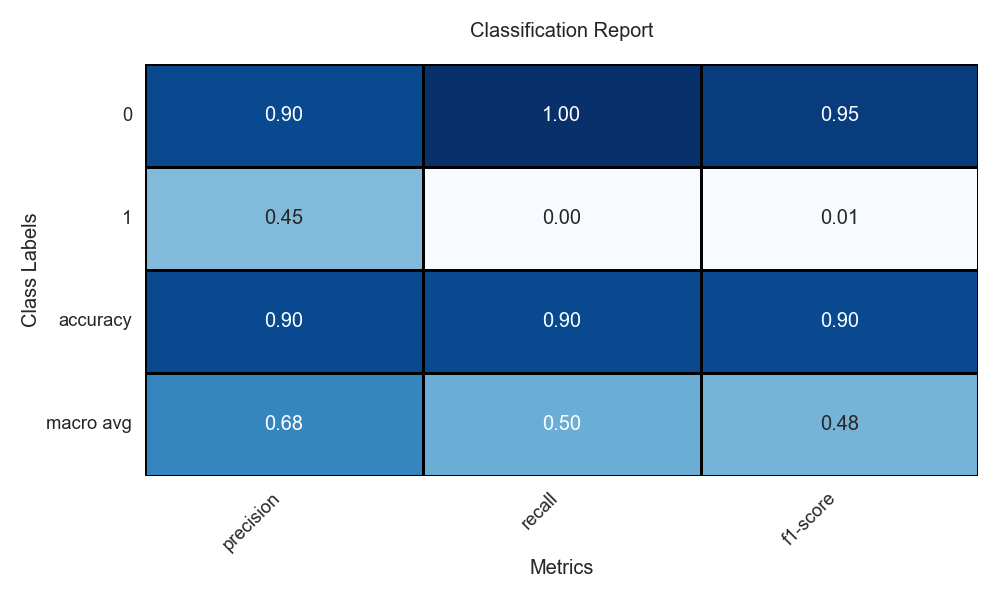 Classification Report
Class Labels
0 0.90 1.00 0.95
1 0.45 0.00 0.01
accuracy 0.90 0.90 0.90
macro avg 0.68 0.50 0.48
precision recall f1-score
Metrics